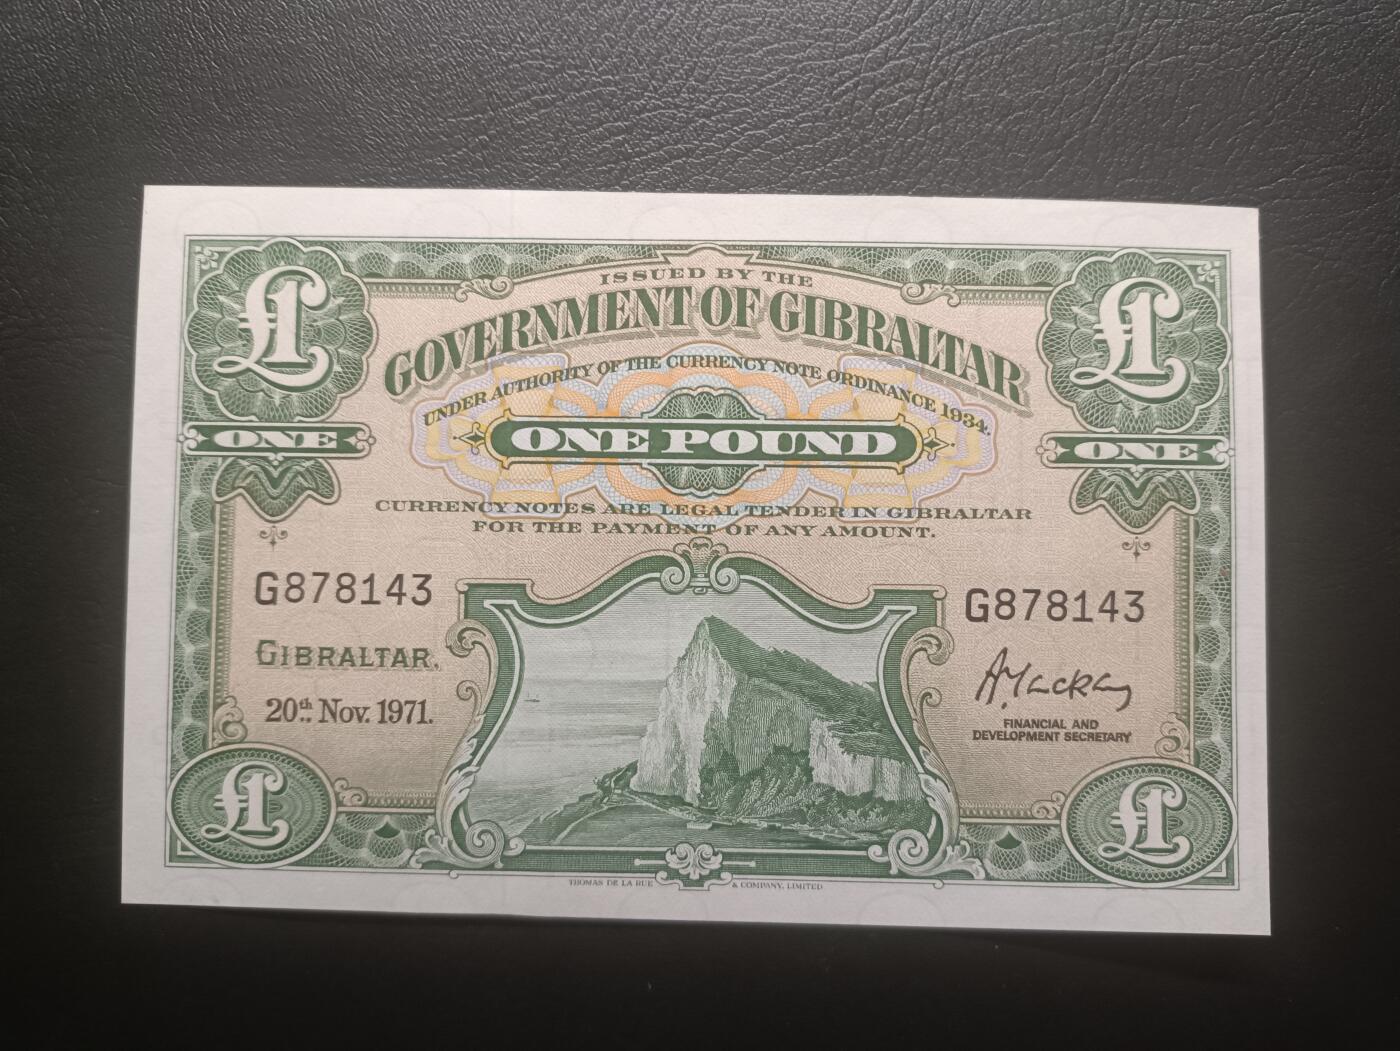 ISSUED BY THE
GOVERNMENT OF GIBRALTAR
UNDER AUTHORITY OF THE CURRENCY NOTE ORDINANCE 1934.
£1
£1
ONE
ONE POUND
ONE
CURRENCY NOTES ARE LEGAL TENDER IN GIBRALTAR
FOR THE PAYMENT OF ANY AMOUNT.
G878143
G878143
GIBRALTAR.
20th. Nov. 1971.
A Mackay
FINANCIAL AND
DEVELOPMENT SECRETARY
£1
£1
THOMAS DE LA RUE & COMPANY, LIMITED